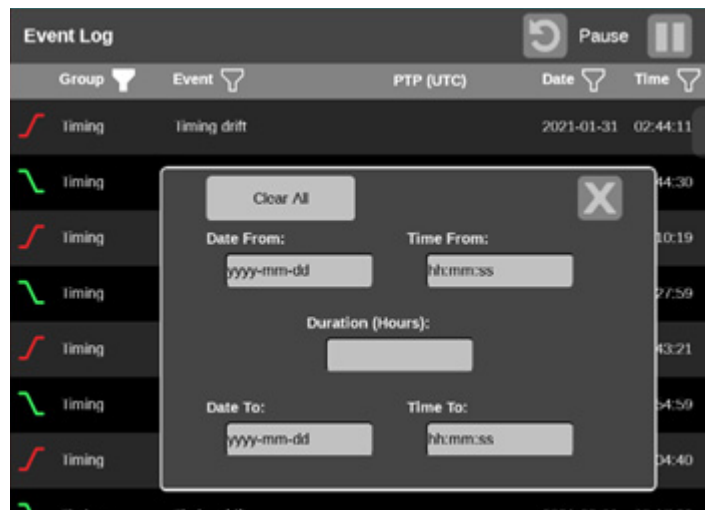 Event Log Pause
Group Event PTP (UTC) Date Time
Timing Timing drift 2021-01-31 02:44:11
Timing 44:30
Clear All X
Timing 10:19
Date From: Time From:
yyyy-mm-dd hh:mm:ss
Timing 27:59
Duration (Hours):
Timing 43:21
Timing 54:59
Date To: Time To:
yyyy-mm-dd hh:mm:ss
Timing 04:40